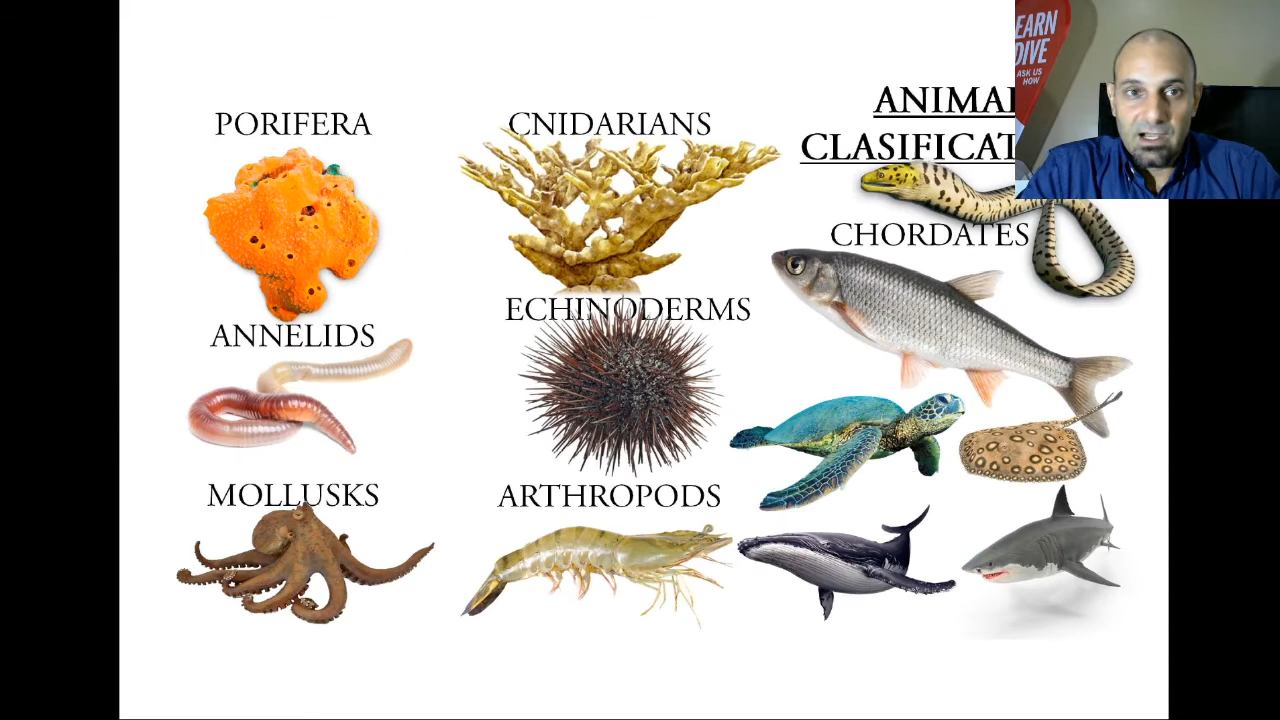 PORIFERA
CNIDARIANS
ANIMAL
CLASIFICAT
CHORDATES
ECHINODERMS
ANNELIDS
MOLLUSKS
ARTHROPODS
EARN
DIVE
ASK US
HOW